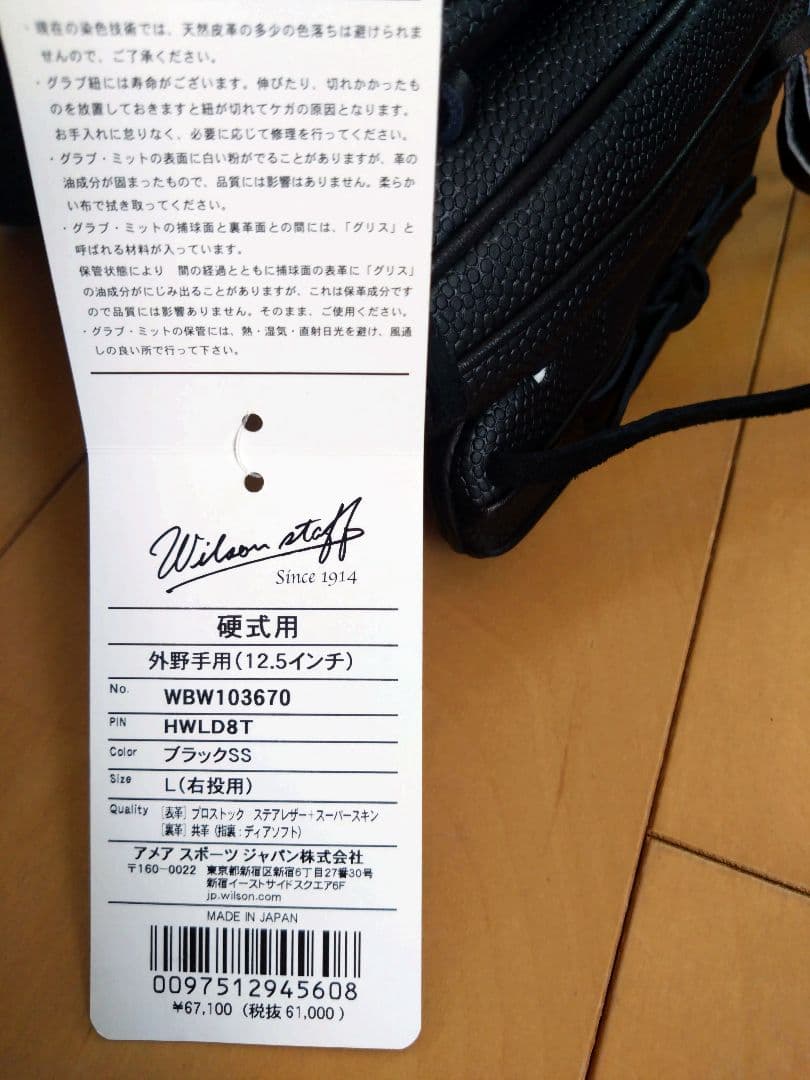 ・現在の染色技術では、天然皮革の多少の色落ちは避けられま
せんので、ご了承ください。
・グラブ紐には寿命がございます。伸びたり、切れかかったも
のを放置しておきますと紐が切れてケガの原因となります。
お手入れに怠りなく、必要に応じて修理を行ってください。
・グラブ・ミットの表面に白い粉がでることがありますが、革の
油成分が固まったもので、品質には影響はありません。柔らか
い布で拭き取ってください。
・グラブ・ミットの捕球面と裏革面との間には、「グリス」と
呼ばれる材料が入っています。
保管状態により 間の経過とともに捕球面の表革に「グリス」
の油成分がにじみ出ることがありますが、これは保革成分です
ので品質には影響ありません。そのまま、ご使用ください。
・グラブ・ミットの保管には、熱・湿気・直射日光を避け、風通
しの良い所で行って下さい。
Wilson staff
Since 1914
硬式用
外野手用(12.5インチ)
No. WBW103670
PIN HWLD8T
Color ブラックSS
Size L(右投用)
Quality [表革] プロストック ステアレザー+スーパースキン
[裏革] 共革 (指裏:ディアソフト)
アメア スポーツ ジャパン株式会社
〒160-0022 東京都新宿区新宿6丁目27番30号
新宿イーストサイドスクエア6F
jp.wilson.com
MADE IN JAPAN
0097512945608
¥67,100 (税抜 61,000)